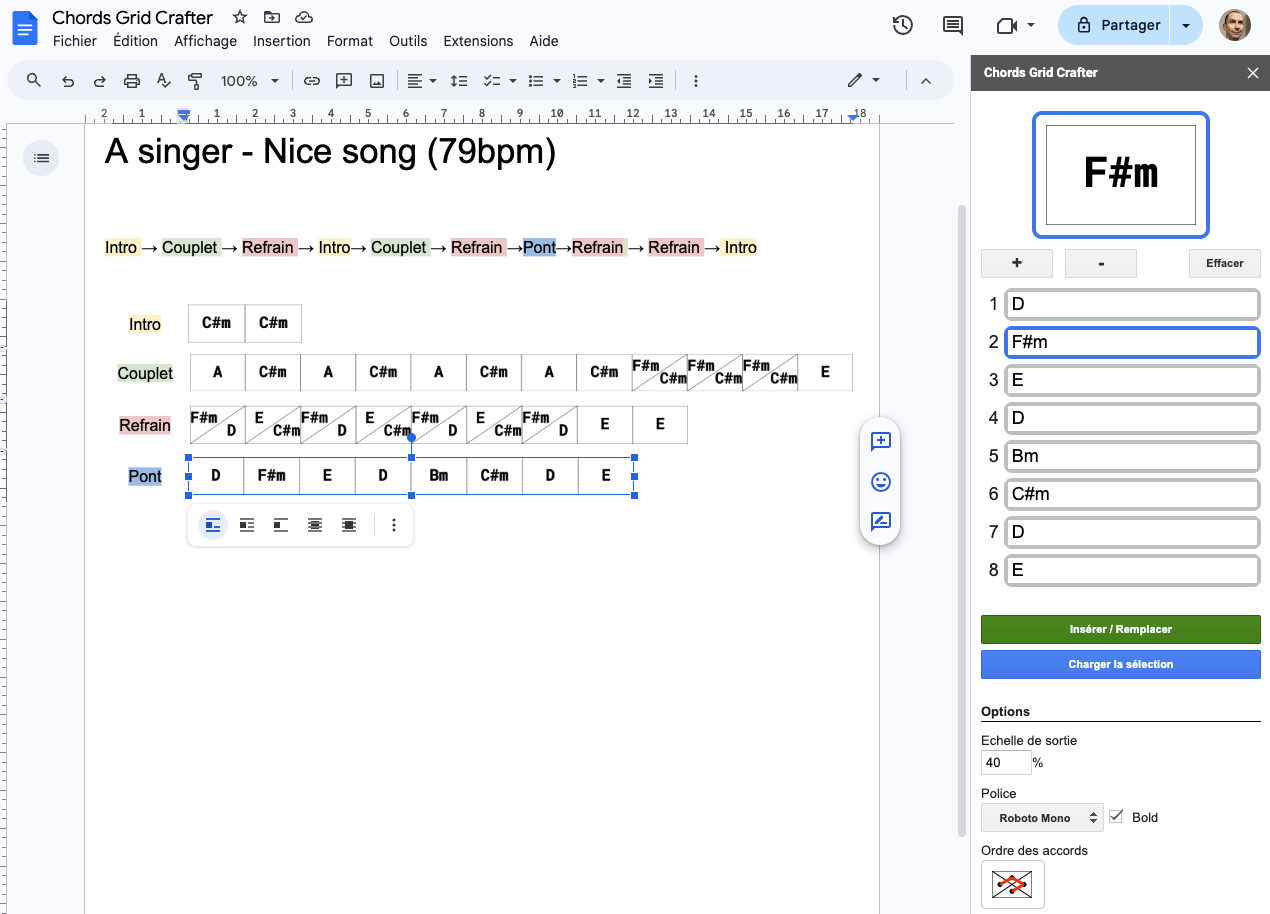 Chords Grid Crafter
Fichier Édition Affichage Insertion Format Outils Extensions Aide
Partager
100%
2 1 1 2 3 4 5 6 7 8 9 10 11 12 13 14 15 16 17 18
A singer - Nice song (79bpm)
Intro → Couplet → Refrain → Intro→ Couplet → Refrain →Pont→Refrain → Refrain → Intro
Intro C#m C#m
Couplet A C#m A C#m A C#m A C#m F#m C#m F#m C#m F#m C#m E
Refrain F#m D E C#m F#m D E C#m F#m D E C#m F#m D E E
Pont D F#m E D Bm C#m D E
Chords Grid Crafter
F#m
+ - Effacer
1 D
2 F#m
3 E
4 D
5 Bm
6 C#m
7 D
8 E
Insérer / Remplacer
Charger la sélection
Options
Echelle de sortie
40 %
Police
Roboto Mono Bold
Ordre des accords